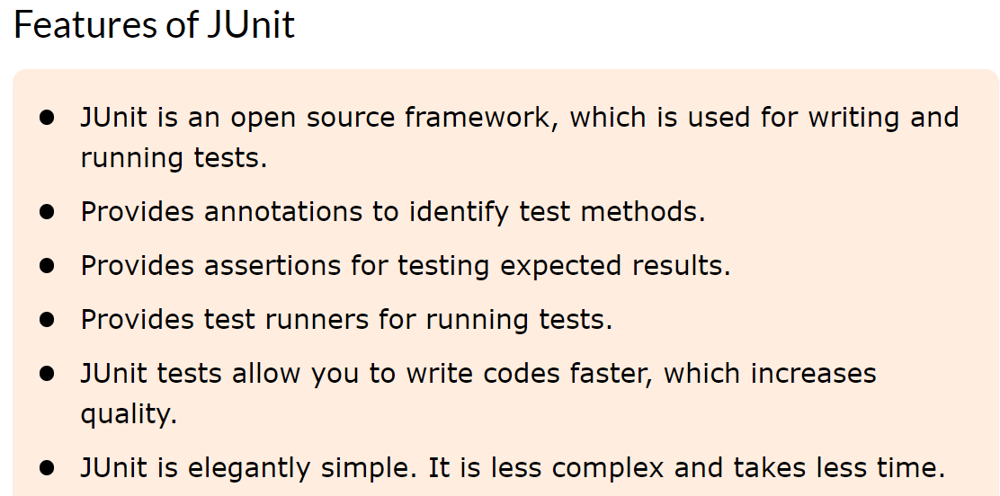 Features of JUnit
● JUnit is an open source framework, which is used for writing and
running tests.
● Provides annotations to identify test methods.
● Provides assertions for testing expected results.
● Provides test runners for running tests.
● JUnit tests allow you to write codes faster, which increases
quality.
● JUnit is elegantly simple. It is less complex and takes less time.